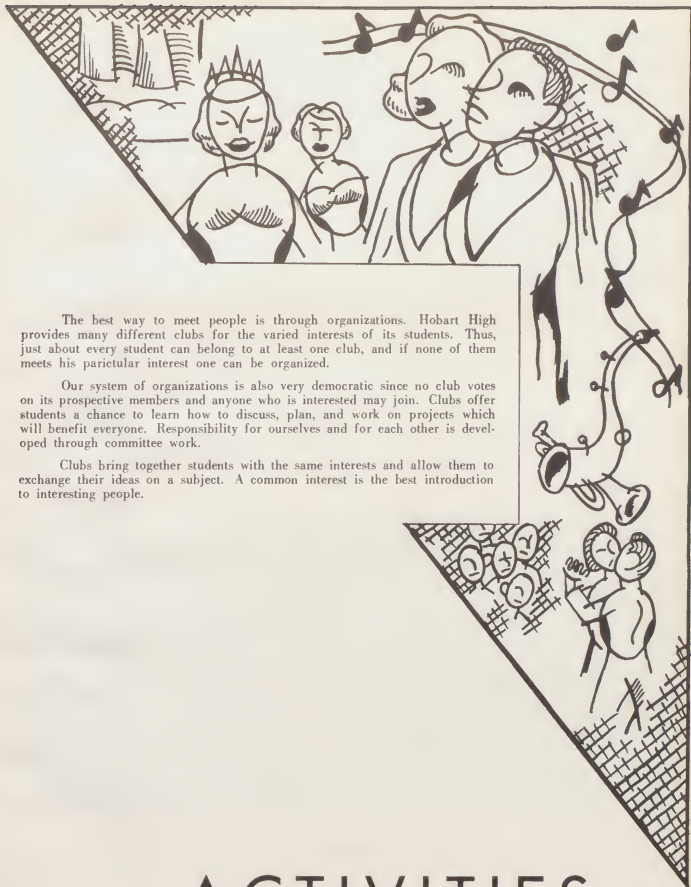 The best way to meet people is through organizations. Hobart High
provides many different clubs for the varied interests of its students. Thus,
just about every student can belong to at least one club, and if none of them
meets his parictular interest one can be organized.
Our system of organizations is also very democratic since no club votes
on its prospective members and anyone who is interested may join. Clubs offer
students a chance to learn how to discuss, plan, and work on projects which
will benefit everyone. Responsibility for ourselves and for each other is devel-
oped through committee work.
Clubs bring together students with the same interests and allow them to
exchange their ideas on a subject. A common interest is the best introduction
to interesting people.
ACTIVITIES